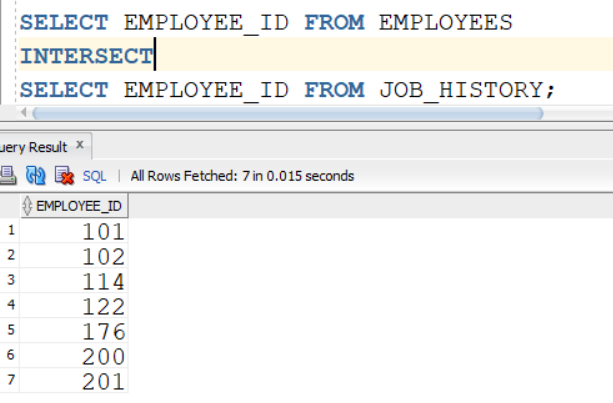 SELECT EMPLOYEE_ID FROM EMPLOYEES
INTERSECT
SELECT EMPLOYEE_ID FROM JOB_HISTORY;
uery Result ×
SQL | All Rows Fetched: 7 in 0.015 seconds
EMPLOYEE_ID
1 101
2 102
3 114
4 122
5 176
6 200
7 201